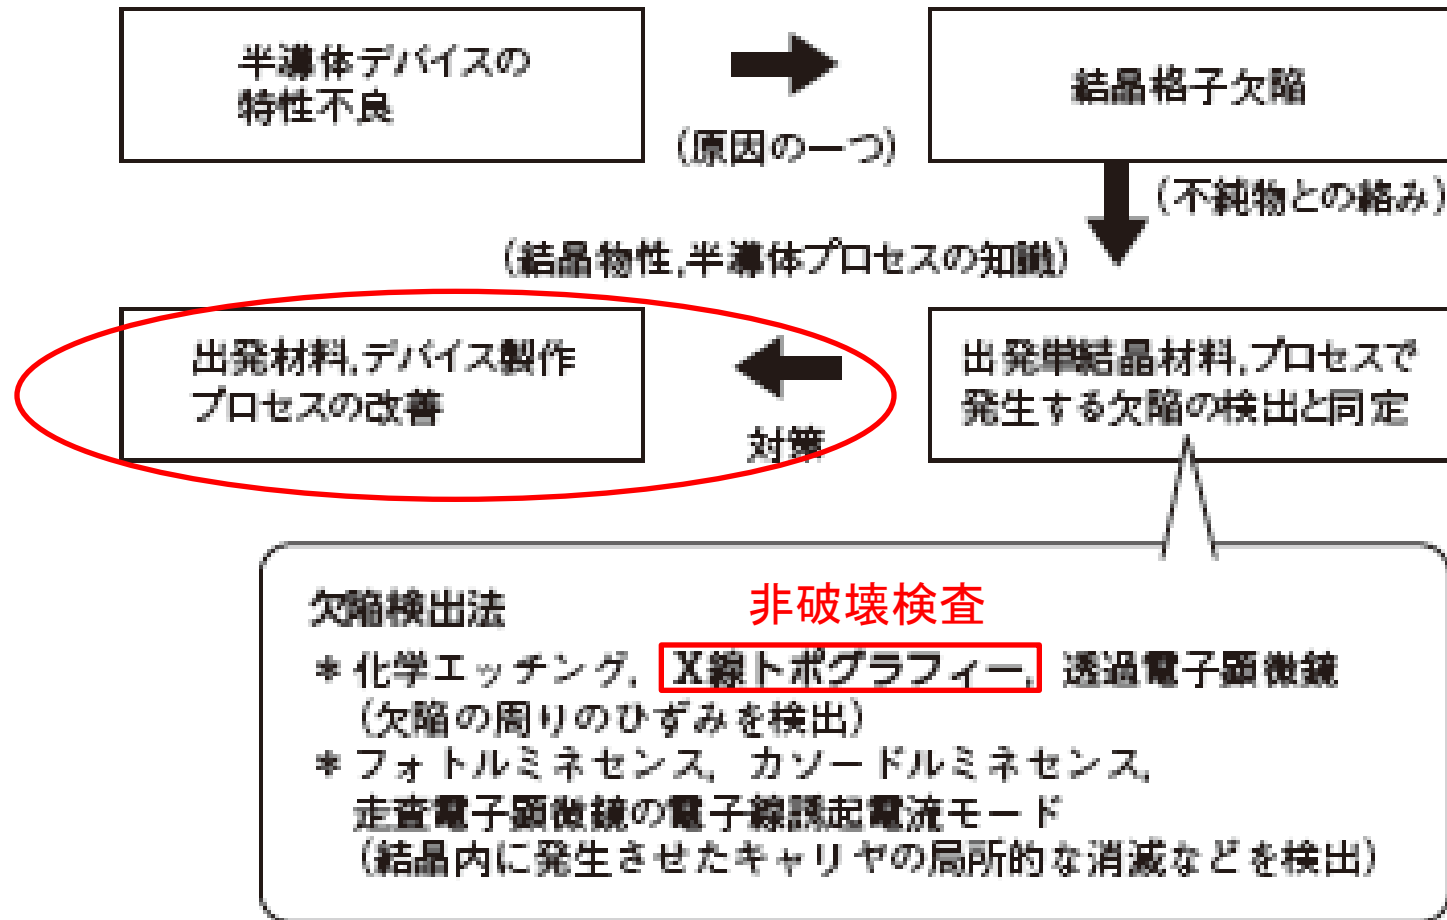 半導体デバイスの
特性不良
(原因の一つ)
結晶格子欠陥
(不純物との絡み)
(結晶物性,半導体プロセスの知識)
出発材料,デバイス製作
プロセスの改善
対策
出発単結晶材料,プロセスで
発生する欠陥の検出と同定
欠陥検出法
非破壊検査
＊化学エッチング, X線トポグラフィー, 透過電子顕微鏡
(欠陥の周りのひずみを検出)
＊フォトルミネセンス, カソードルミネセンス,
走査電子顕微鏡の電子線誘起電流モード
(結晶内に発生させたキャリヤの局所的な消滅などを検出)